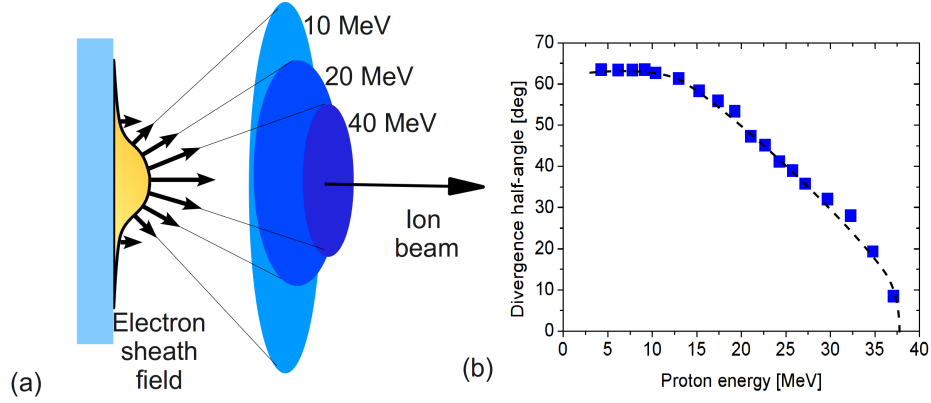 (a)
10 MeV
20 MeV
40 MeV
Ion
beam
Electron
sheath
field
(b)
Divergence half-angle [deg]
70
60
50
40
30
20
10
0
0 5 10 15 20 25 30 35 40
Proton energy [MeV]